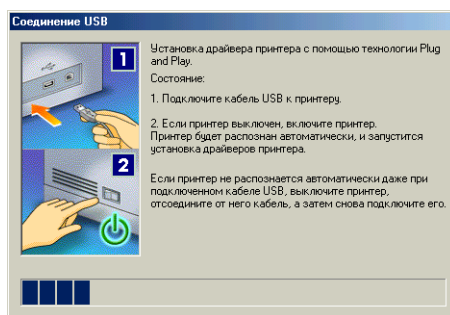 Соединение USB
1
Установка драйвера принтера с помощью технологии Plug
and Play.
Состояние:
1. Подключите кабель USB к принтеру.
2. Если принтер выключен, включите принтер.
Принтер будет распознан автоматически, и запустится
установка драйверов принтера.
2
Если принтер не распознается автоматически даже при
подключенном кабеле USB, выключите принтер,
отсоедините от него кабель, а затем снова подключите его.